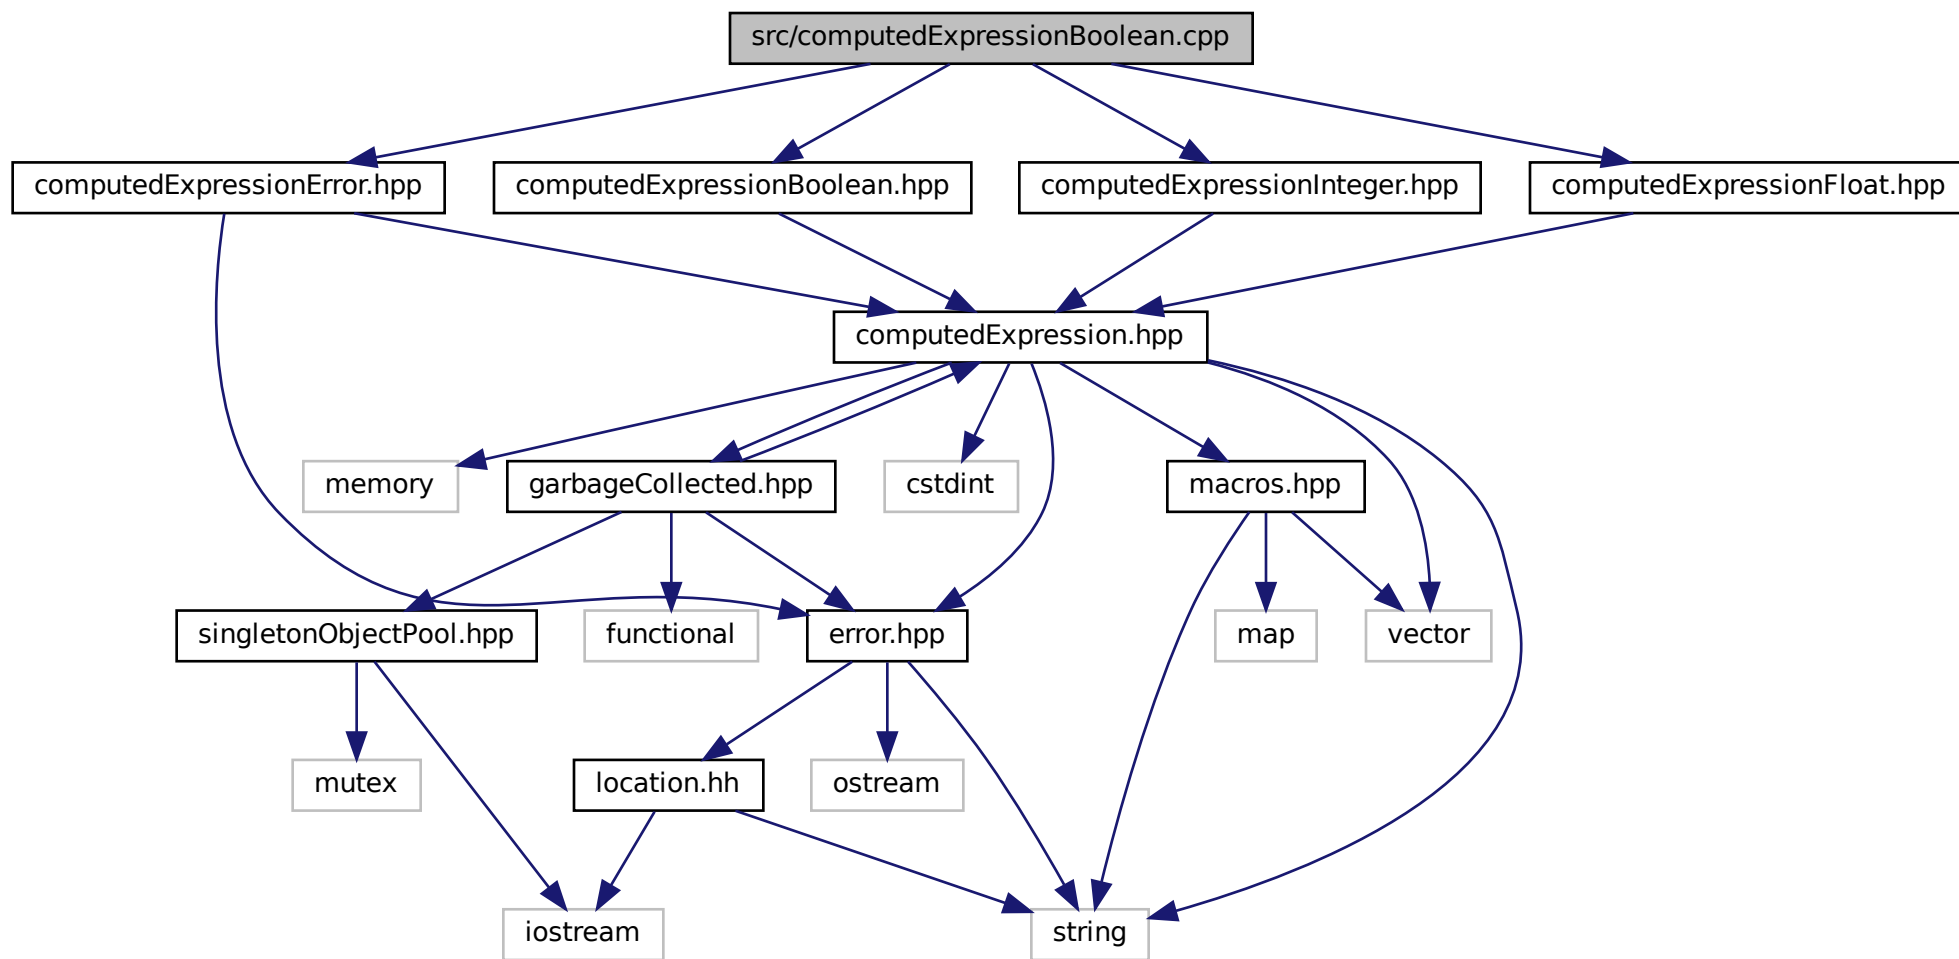 src/computedExpressionBoolean.cpp
computedExpressionError.hpp
computedExpressionBoolean.hpp
computedExpressionInteger.hpp
computedExpressionFloat.hpp
computedExpression.hpp
memory
garbageCollected.hpp
cstdint
macros.hpp
singletonObjectPool.hpp
functional
error.hpp
map
vector
mutex
location.hh
ostream
iostream
string